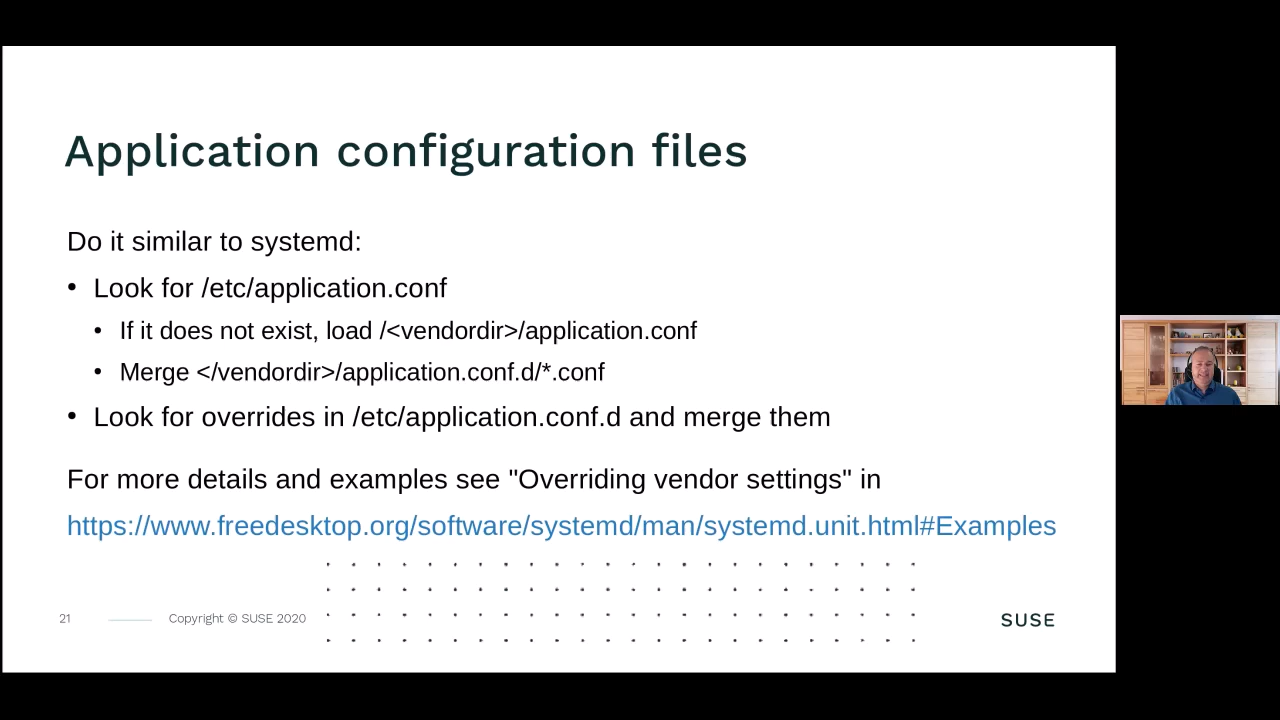 Application configuration files
Do it similar to systemd:
• Look for /etc/application.conf
• If it does not exist, load /<vendordir>/application.conf
• Merge </vendordir>/application.conf.d/*.conf
• Look for overrides in /etc/application.conf.d and merge them
For more details and examples see "Overriding vendor settings" in
https://www.freedesktop.org/software/systemd/man/systemd.unit.html#Examples
21 Copyright © SUSE 2020 SUSE